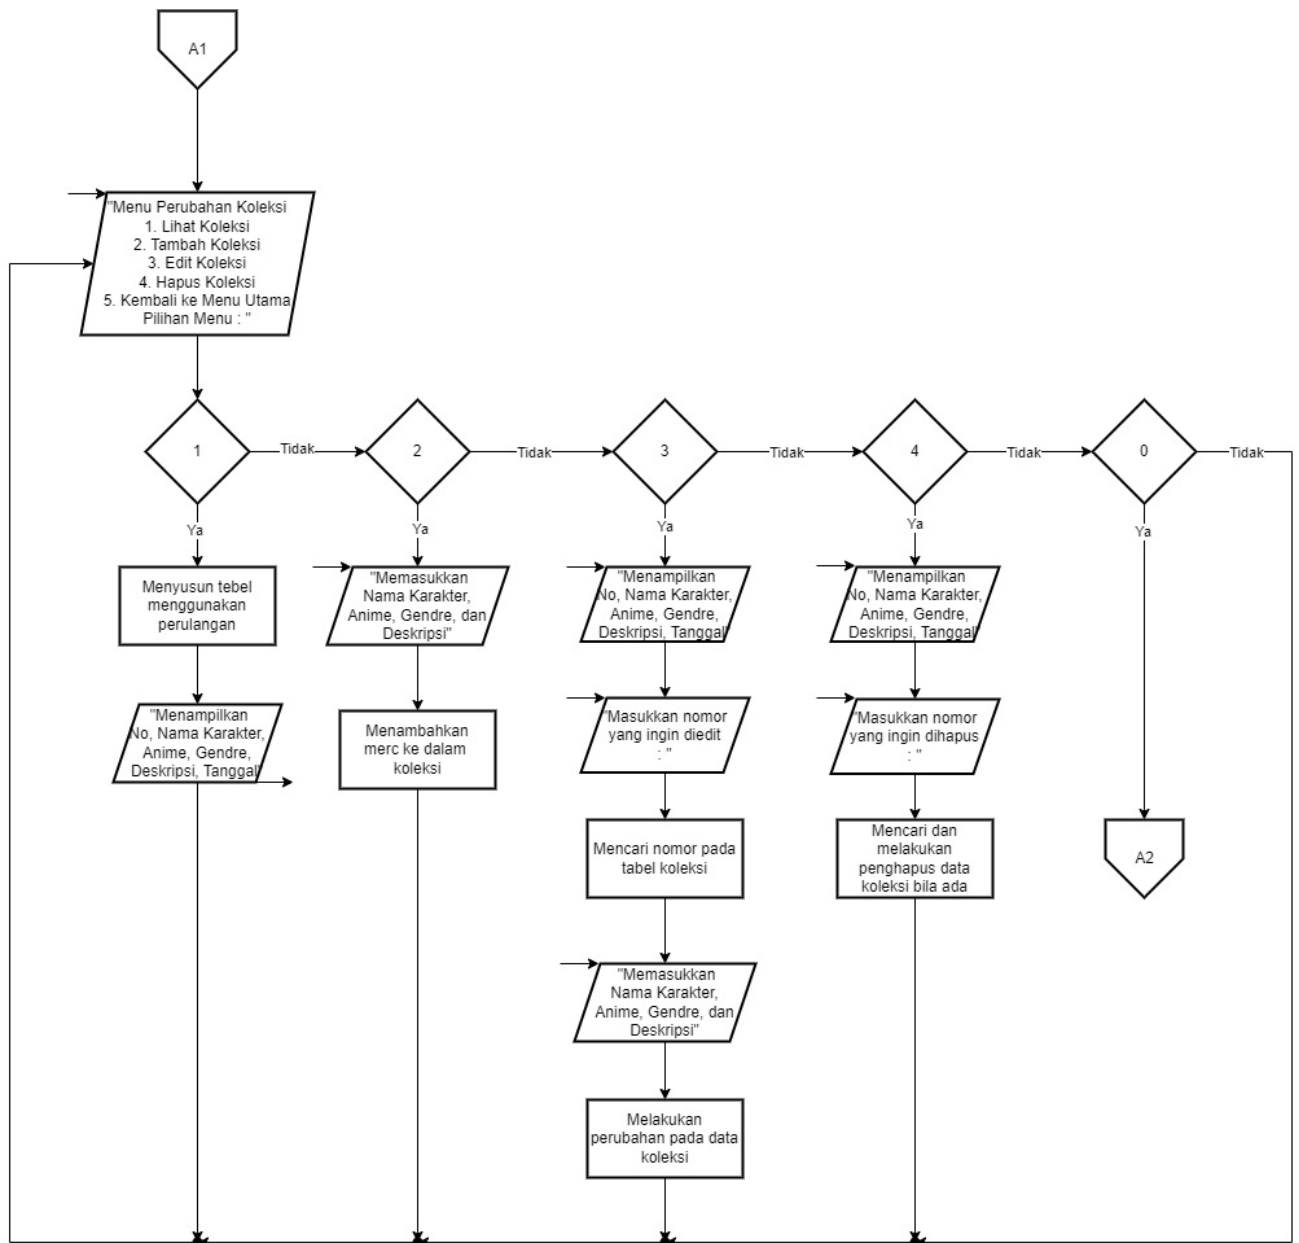 A1
"Menu Perubahan Koleksi
1. Lihat Koleksi
2. Tambah Koleksi
3. Edit Koleksi
4. Hapus Koleksi
5. Kembali ke Menu Utama
Pilihan Menu : "
1
Tidak
2
Tidak
3
Tidak
4
Tidak
0
Tidak
Ya
Ya
Ya
Ya
Ya
Menyusun tebel
menggunakan
perulangan
"Memasukkan
Nama Karakter,
Anime, Gendre, dan
Deskripsi"
"Menampilkan
No, Nama Karakter,
Anime, Gendre,
Deskripsi, Tanggal"
"Menampilkan
No, Nama Karakter,
Anime, Gendre,
Deskripsi, Tanggal"
"Menampilkan
No, Nama Karakter,
Anime, Gendre,
Deskripsi, Tanggal"
Menambahkan
merc ke dalam
koleksi
"Masukkan nomor
yang ingin diedit
: "
"Masukkan nomor
yang ingin dihapus
: "
Mencari nomor pada
tabel koleksi
Mencari dan
melakukan
penghapus data
koleksi bila ada
A2
"Memasukkan
Nama Karakter,
Anime, Gendre, dan
Deskripsi"
Melakukan
perubahan pada data
koleksi